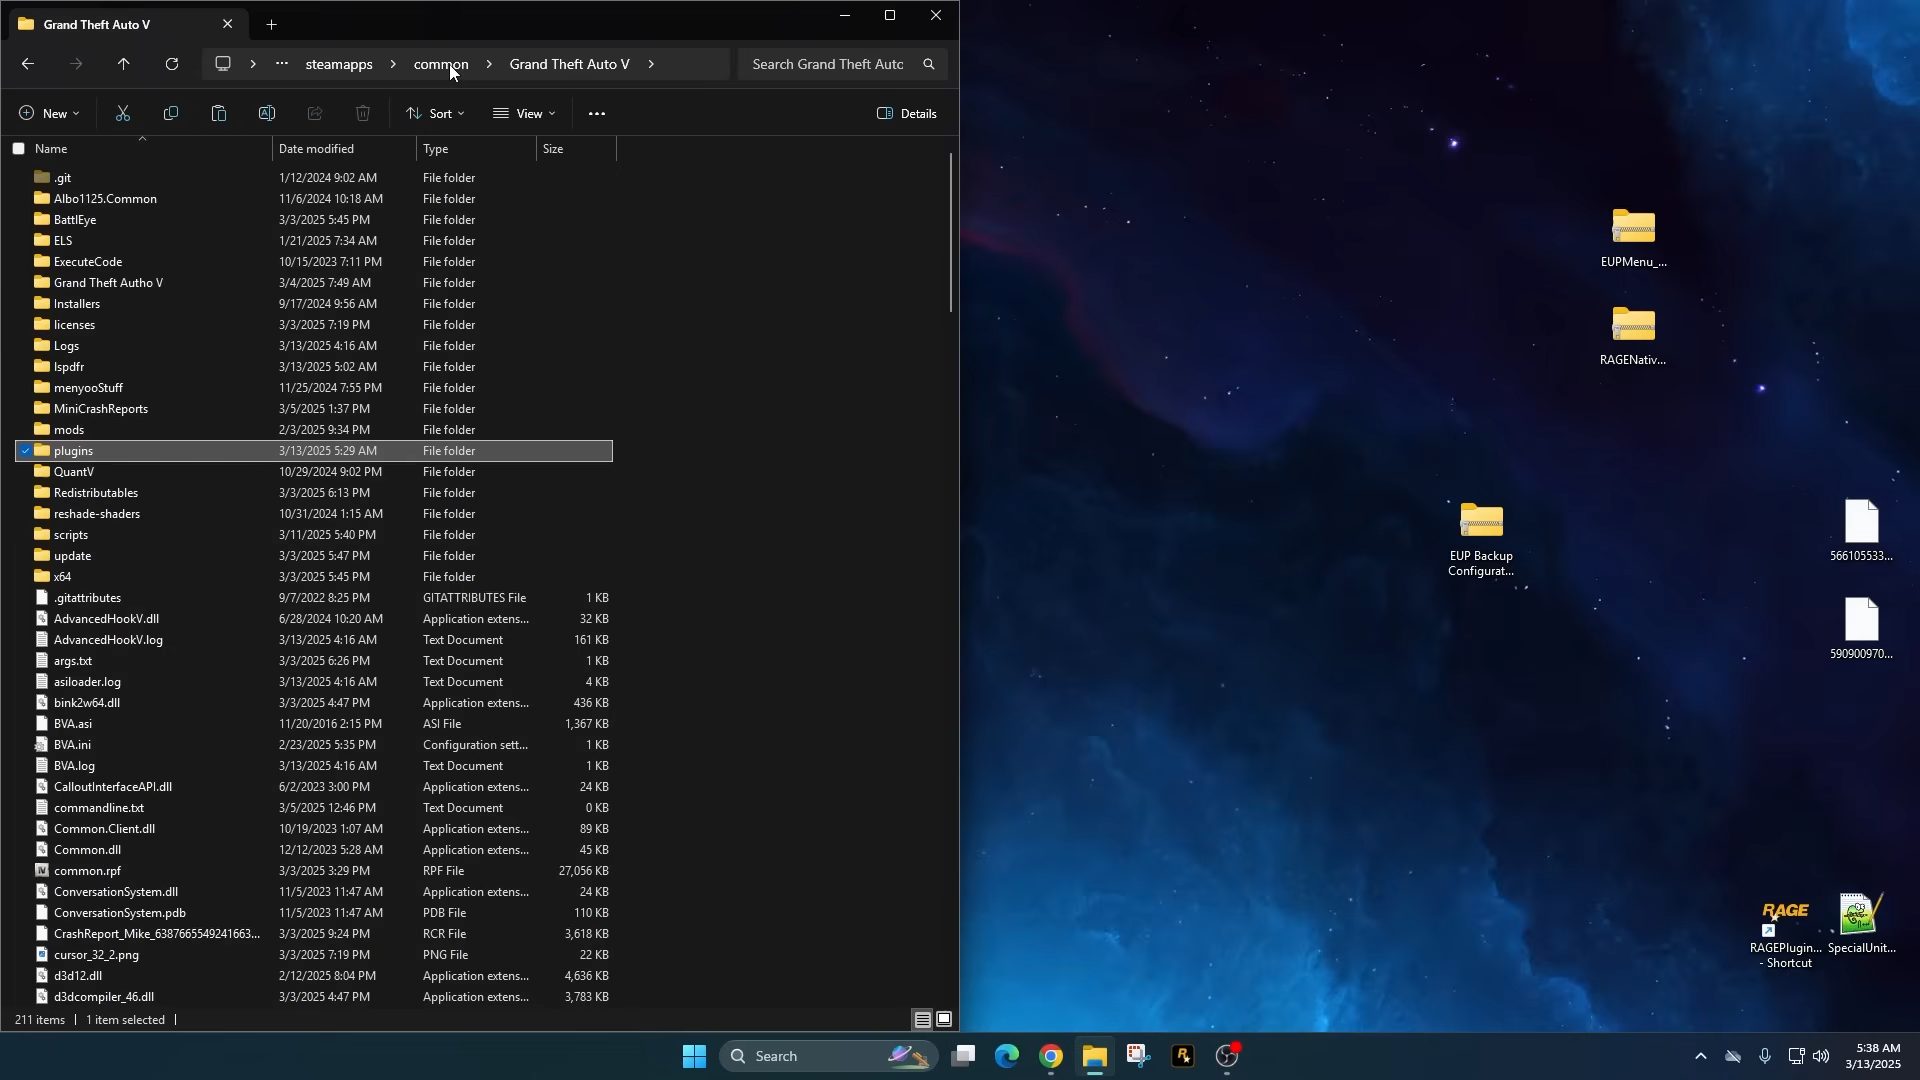 Grand Theft Auto V
steamapps
common
Grand Theft Auto V
Search Grand Theft Autc
New
Sort
View
Details
Name
Date modified
Type
Size
.git 1/12/2024 9:02 AM File folder
Albo1125.Common 11/6/2024 10:18 AM File folder
BattlEye 3/3/2025 5:45 PM File folder
ELS 1/21/2025 7:34 AM File folder
ExecuteCode 10/15/2023 7:11 PM File folder
Grand Theft Autho V 3/4/2025 7:49 AM File folder
Installers 9/17/2024 9:56 AM File folder
licenses 3/3/2025 7:19 PM File folder
Logs 3/13/2025 4:16 AM File folder
lspdfr 3/13/2025 5:02 AM File folder
menyooStuff 11/25/2024 7:55 PM File folder
MiniCrashReports 3/5/2025 1:37 PM File folder
mods 2/3/2025 9:34 PM File folder
plugins 3/13/2025 5:29 AM File folder
QuantV 10/29/2024 9:02 PM File folder
Redistributables 3/3/2025 6:13 PM File folder
reshade-shaders 10/31/2024 1:15 AM File folder
scripts 3/11/2025 5:40 PM File folder
update 3/3/2025 5:47 PM File folder
x64 3/3/2025 5:45 PM File folder
.gitattributes 9/7/2022 8:25 PM GITATTRIBUTES File 1 KB
AdvancedHookV.dll 6/28/2024 10:20 AM Application extens... 32 KB
AdvancedHookV.log 3/13/2025 4:16 AM Text Document 161 KB
args.txt 3/3/2025 6:26 PM Text Document 1 KB
asiloader.log 3/13/2025 4:16 AM Text Document 4 KB
bink2w64.dll 3/3/2025 4:47 PM Application extens... 436 KB
BVA.asi 11/20/2016 2:15 PM ASI File 1,367 KB
BVA.ini 2/23/2025 5:35 PM Configuration sett... 1 KB
BVA.log 3/13/2025 4:16 AM Text Document 1 KB
CalloutInterfaceAPI.dll 6/2/2023 3:00 PM Application extens... 24 KB
commandline.txt 3/5/2025 12:46 PM Text Document 0 KB
Common.Client.dll 10/19/2023 1:07 AM Application extens... 89 KB
Common.dll 12/12/2023 5:28 AM Application extens... 45 KB
common.rpf 3/3/2025 3:29 PM RPF File 27,056 KB
ConversationSystem.dll 11/5/2023 11:47 AM Application extens... 24 KB
ConversationSystem.pdb 11/5/2023 11:47 AM PDB File 110 KB
CrashReport_Mike_6387665549241663... 3/3/2025 9:24 PM RCR File 3,618 KB
cursor_32_2.png 3/3/2025 7:19 PM PNG File 22 KB
d3d12.dll 2/12/2025 8:04 PM Application extens... 4,636 KB
d3dcompiler_46.dll 3/3/2025 4:47 PM Application extens... 3,783 KB
211 items
1 item selected
EUPMenu_...
RAGENativ...
EUP Backup
Configurat...
566105533...
590900970...
RAGE
RAGEPlugin...
- Shortcut
SpecialUnit...
Search
5:38 AM
3/13/2025